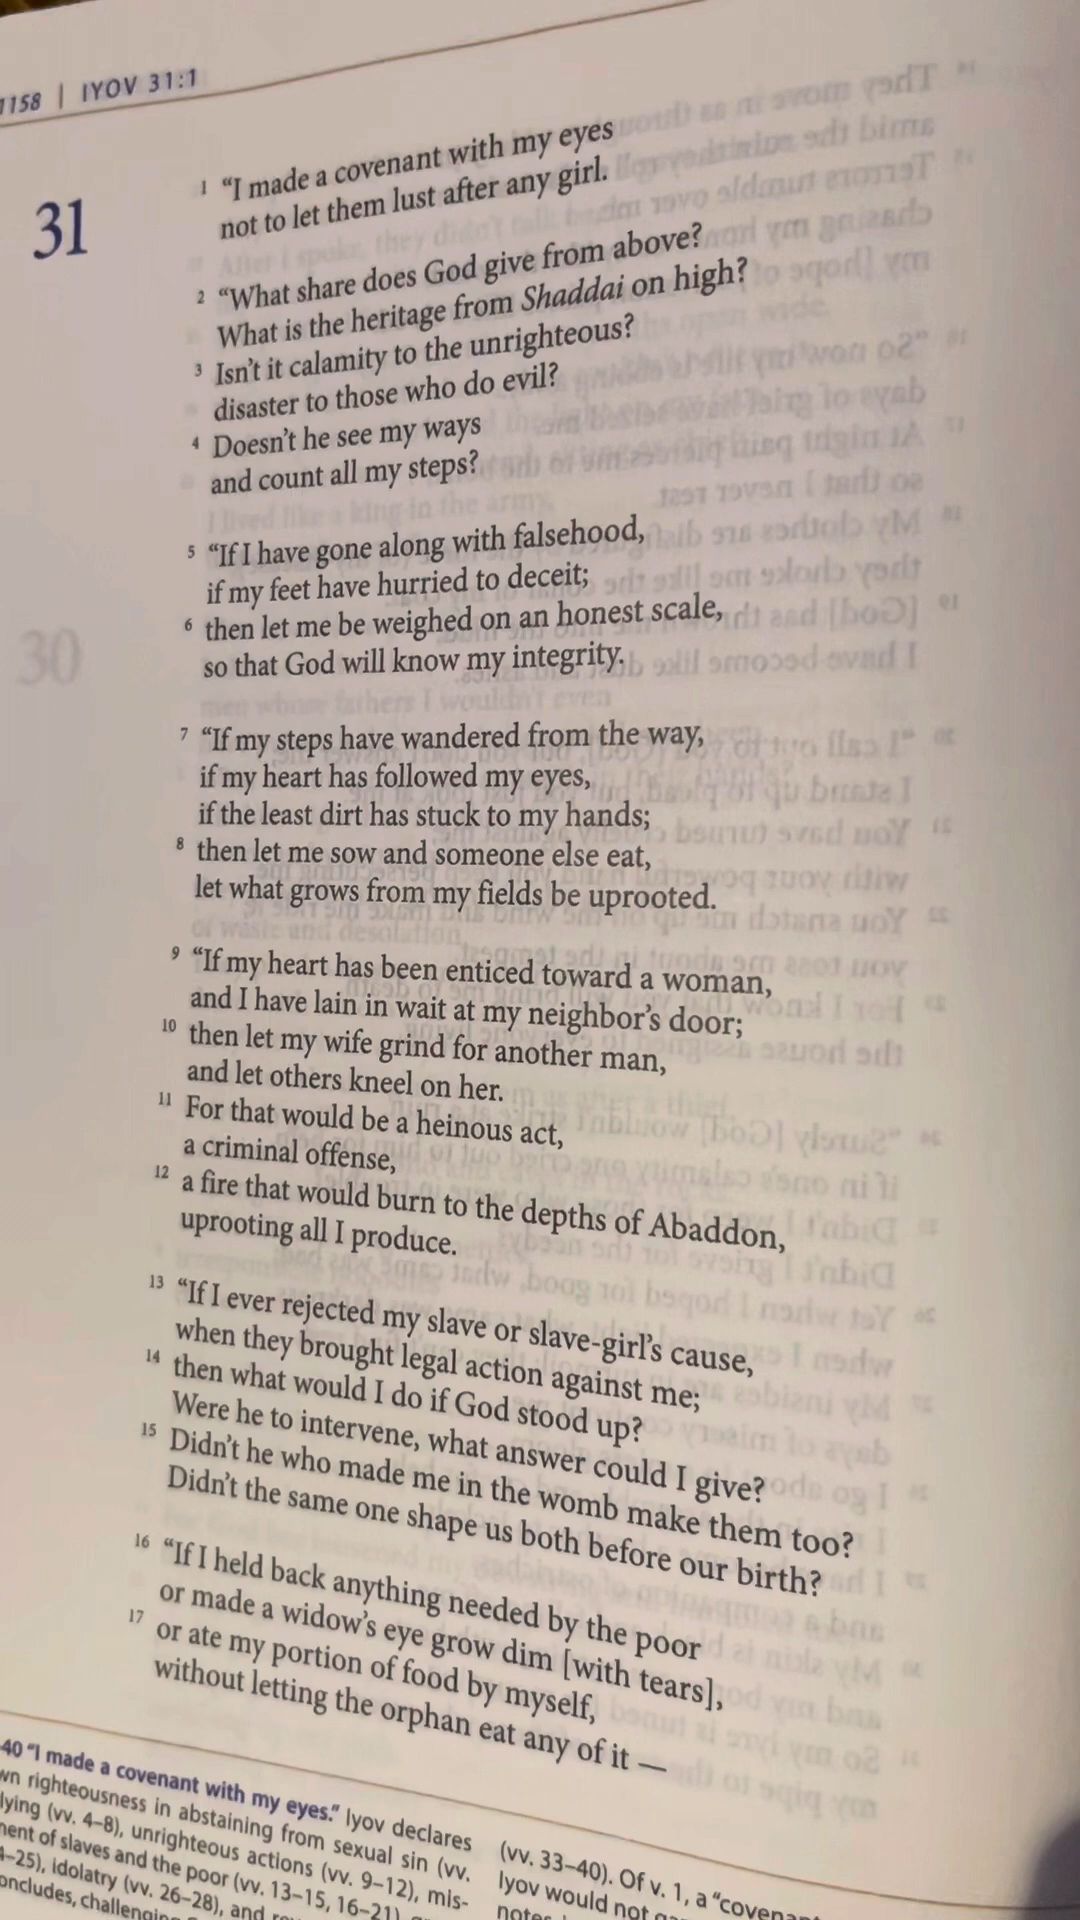 1158 | IYOV 31:1
31
1 "I made a covenant with my eyes
not to let them lust after any girl.
2 "What share does God give from above?
What is the heritage from Shaddai on high?
3 Isn't it calamity to the unrighteous?
disaster to those who do evil?
4 Doesn't he see my ways
and count all my steps?
5 "If I have gone along with falsehood,
if my feet have hurried to deceit;
6 then let me be weighed on an honest scale,
so that God will know my integrity.
7 "If my steps have wandered from the way,
if my heart has followed my eyes,
if the least dirt has stuck to my hands;
8 then let me sow and someone else eat,
let what grows from my fields be uprooted.
9 "If my heart has been enticed toward a woman,
and I have lain in wait at my neighbor's door;
10 then let my wife grind for another man,
and let others kneel on her.
11 For that would be a heinous act,
a criminal offense,
12 a fire that would burn to the depths of Abaddon,
uprooting all I produce.
13 "If I ever rejected my slave or slave-girl's cause,
when they brought legal action against me;
14 then what would I do if God stood up?
Were he to intervene, what answer could I give?
15 Didn't he who made me in the womb make them too?
Didn't the same one shape us both before our birth?
16 "If I held back anything needed by the poor
or made a widow's eye grow dim [with tears],
17 or ate my portion of food by myself,
without letting the orphan eat any of it —
40 "I made a covenant with my eyes." Iyov declares
wn righteousness in abstaining from sexual sin (vv.
lying (vv. 4–8), unrighteous actions (vv. 9–12), mis-
ment of slaves and the poor (vv. 13–15, 16–21),
–25), idolatry (vv. 26–28), and
oncludes, challenging
(vv. 33–40). Of v. 1, a "covenant
Iyov would not